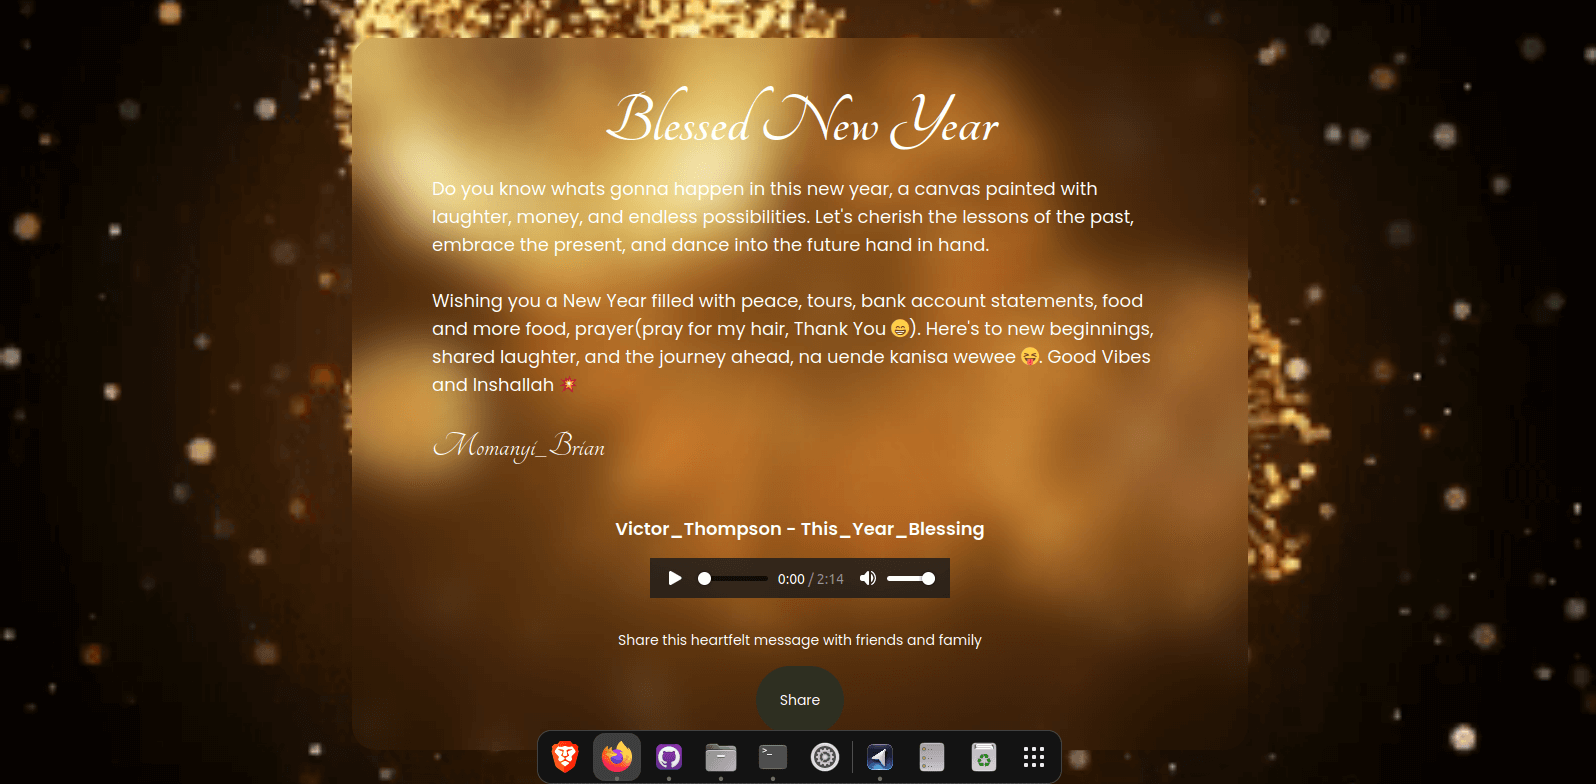 Blessed New Year
Do you know whats gonna happen in this new year, a canvas painted with
laughter, money, and endless possibilities. Let's cherish the lessons of the past,
embrace the present, and dance into the future hand in hand.
Wishing you a New Year filled with peace, tours, bank account statements, food
and more food, prayer(pray for my hair, Thank You 😄). Here's to new beginnings,
shared laughter, and the journey ahead, na uende kanisa wewee 😝. Good Vibes
and Inshallah 💥
Momanyi_Brian
Victor_Thompson - This_Year_Blessing
0:00 / 2:14
Share this heartfelt message with friends and family
Share